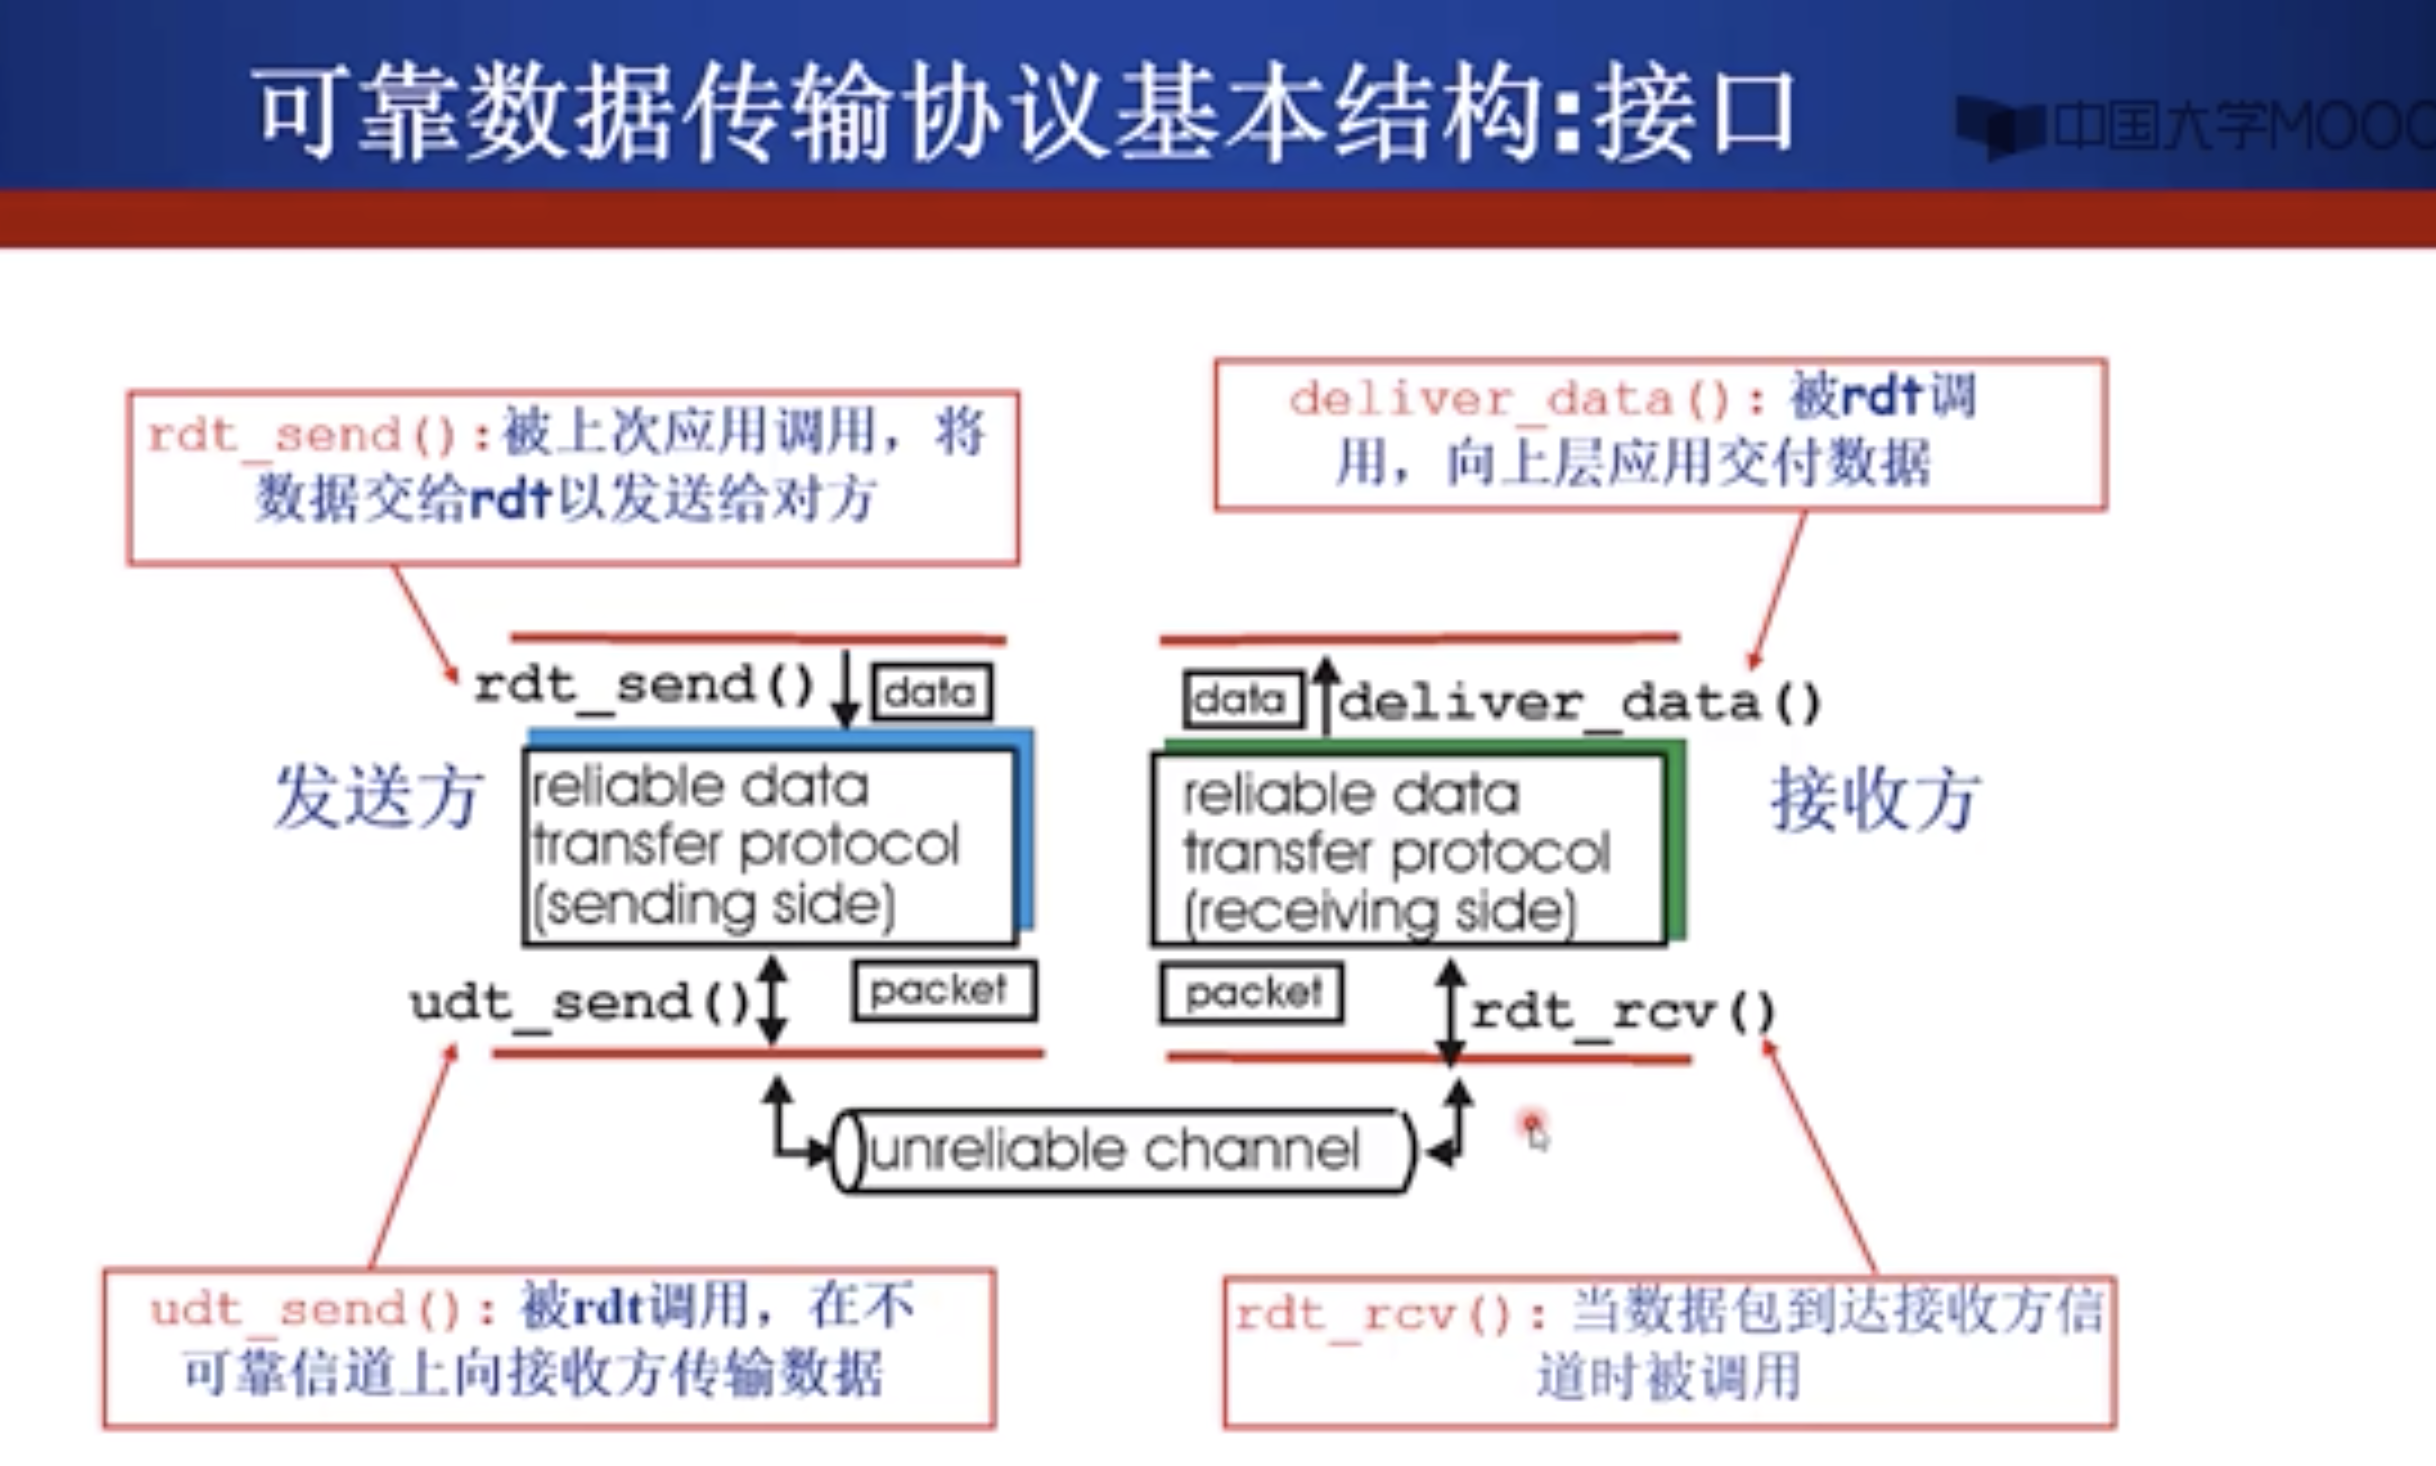 可靠数据传输协议基本结构:接口
中国大学MOOC
rdt_send():被上次应用调用，将
数据交给rdt以发送给对方
deliver_data(): 被rdt调
用，向上层应用交付数据
rdt_send()
data
data
deliver_data()
发送方
reliable data
transfer protocol
(sending side)
reliable data
transfer protocol
(receiving side)
接收方
udt_send()
packet
packet
rdt_rcv()
unreliable channel
udt_send(): 被rdt调用，在不
可靠信道上向接收方传输数据
rdt_rcv(): 当数据包到达接收方信
道时被调用